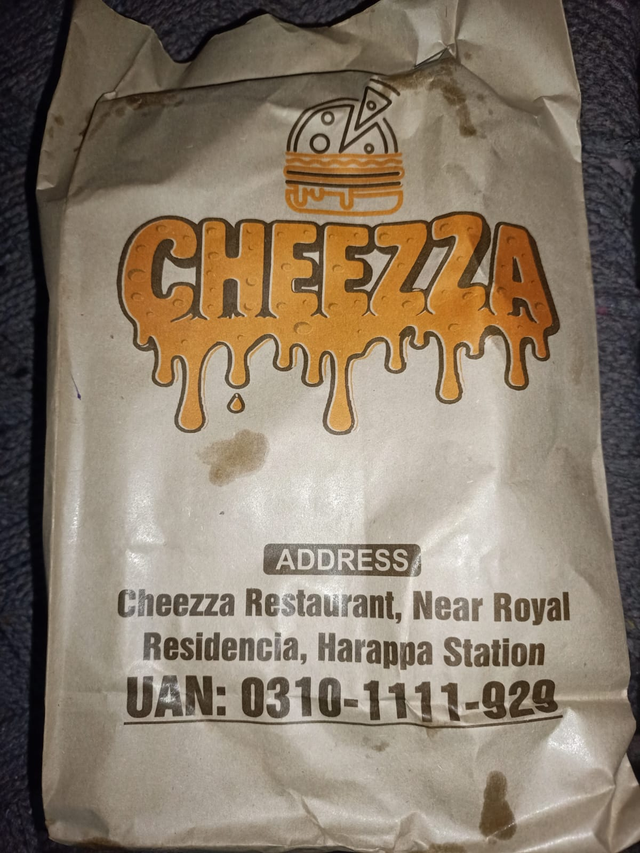 CHEEZZA
ADDRESS
Cheezza Restaurant, Near Royal
Residencia, Harappa Station
UAN: 0310-1111-929